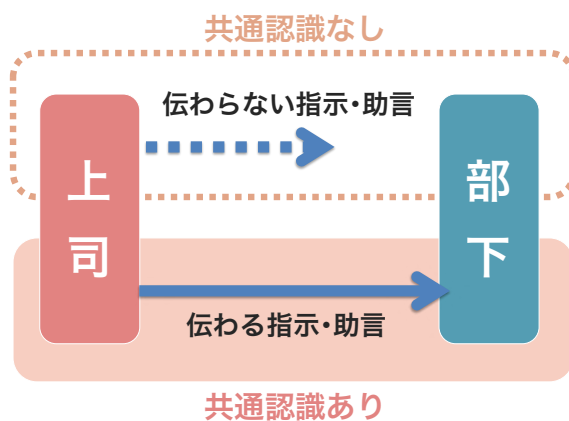 共通認識なし
伝わらない指示・助言
上司
部下
伝わる指示・助言
共通認識あり